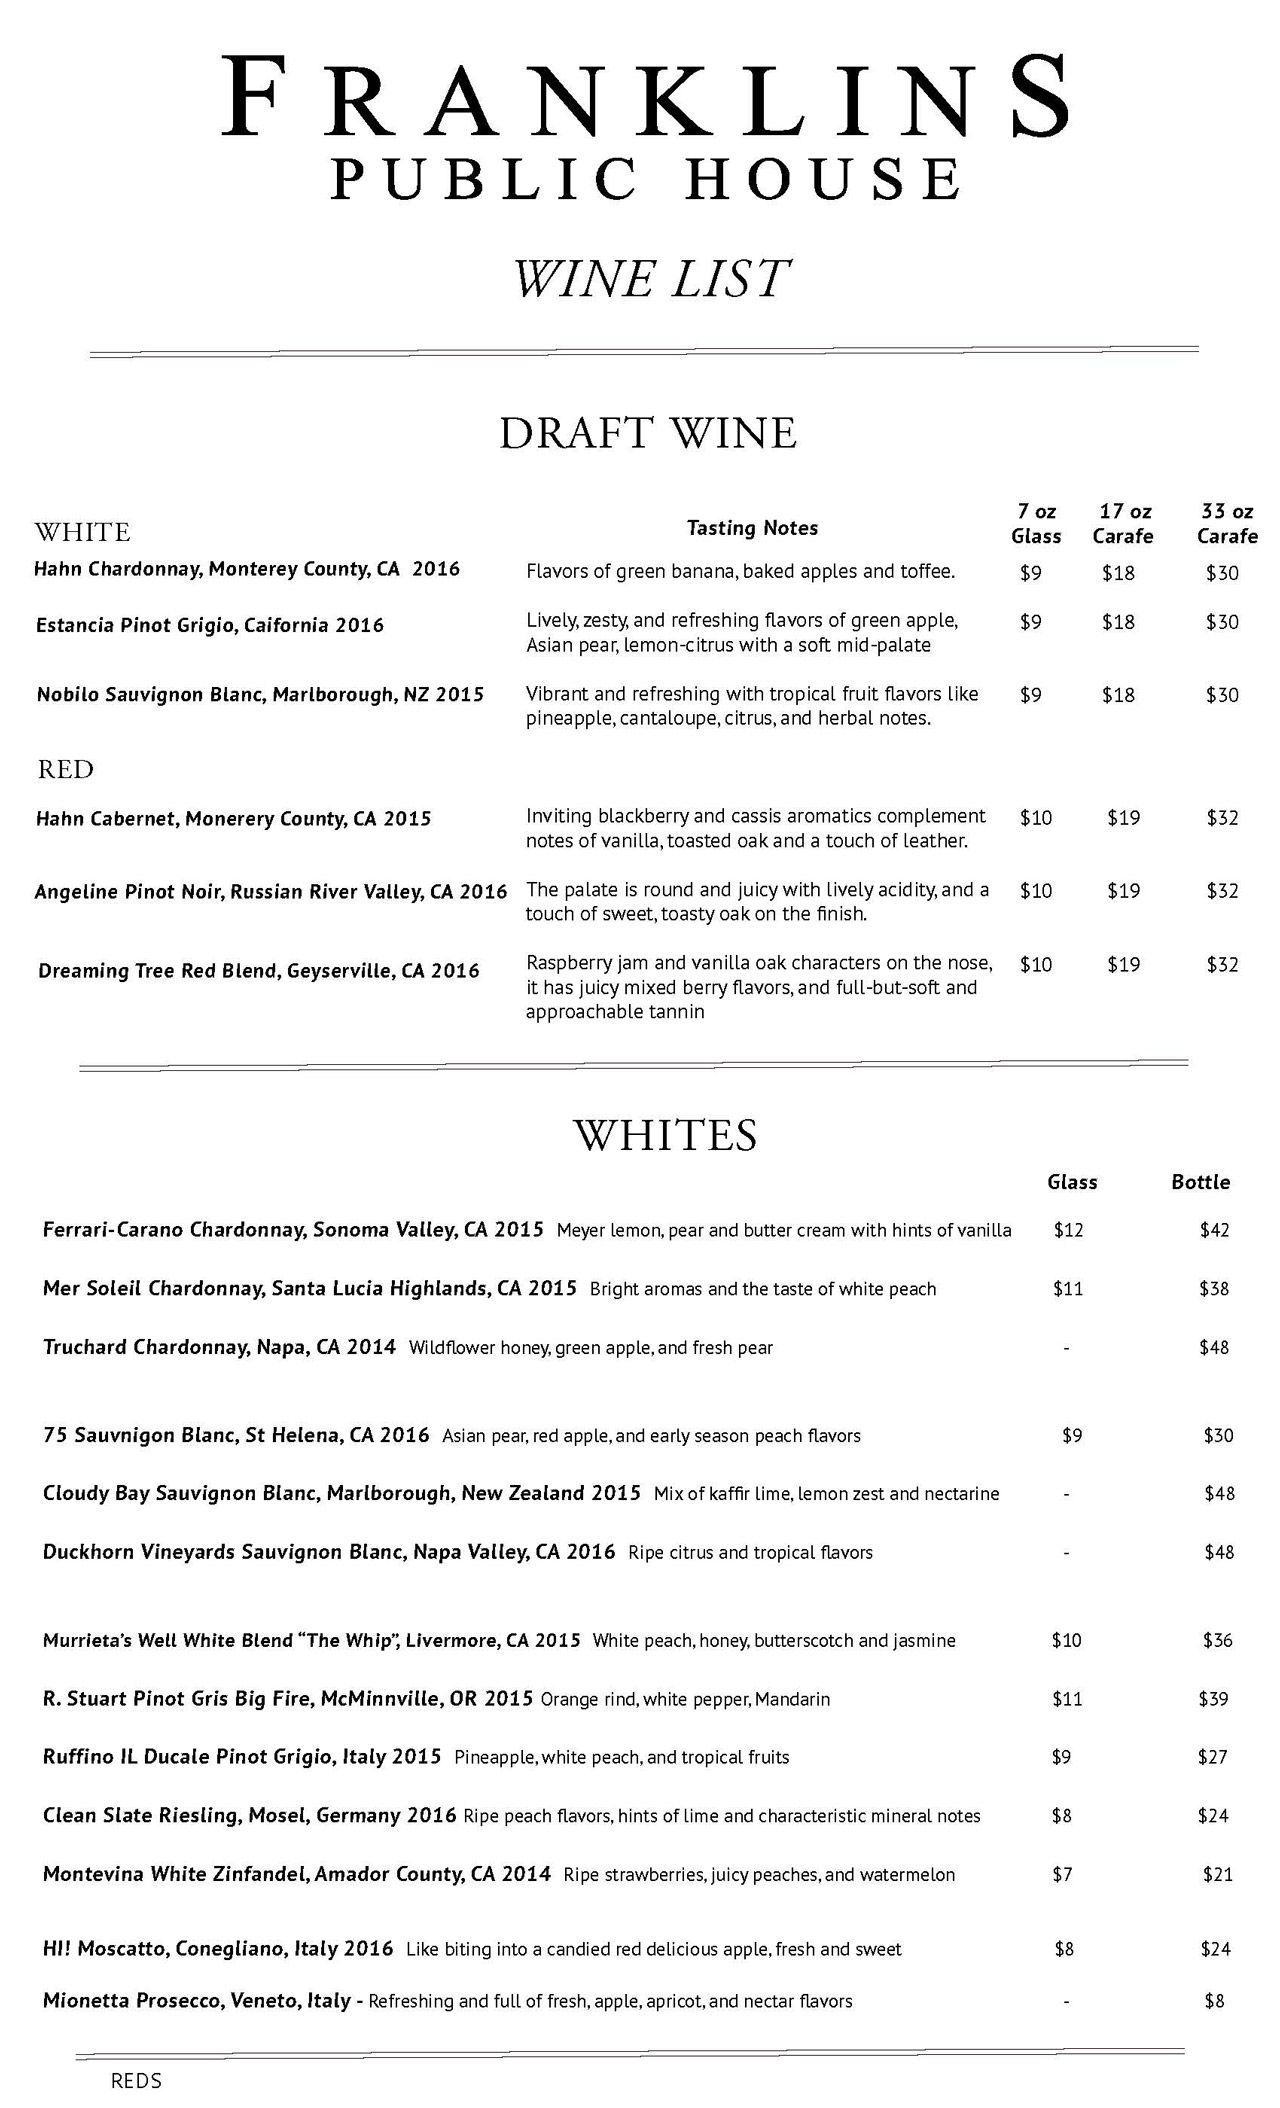 FRANKLINS
PUBLIC HOUSE
WINE LIST
DRAFT WINE
WHITE Tasting Notes 7 oz Glass 17 oz Carafe 33 oz Carafe
Hahn Chardonnay, Monterey County, CA 2016 Flavors of green banana, baked apples and toffee. $9 $18 $30
Estancia Pinot Grigio, Caifornia 2016 Lively, zesty, and refreshing flavors of green apple, $9 $18 $30
Asian pear, lemon-citrus with a soft mid-palate
Nobilo Sauvignon Blanc, Marlborough, NZ 2015 Vibrant and refreshing with tropical fruit flavors like $9 $18 $30
pineapple, cantaloupe, citrus, and herbal notes.
RED
Hahn Cabernet, Monerery County, CA 2015 Inviting blackberry and cassis aromatics complement $10 $19 $32
notes of vanilla, toasted oak and a touch of leather.
Angeline Pinot Noir, Russian River Valley, CA 2016 The palate is round and juicy with lively acidity, and a $10 $19 $32
touch of sweet, toasty oak on the finish.
Dreaming Tree Red Blend, Geyserville, CA 2016 Raspberry jam and vanilla oak characters on the nose, $10 $19 $32
it has juicy mixed berry flavors, and full-but-soft and
approachable tannin
WHITES
Glass Bottle
Ferrari-Carano Chardonnay, Sonoma Valley, CA 2015 Meyer lemon, pear and butter cream with hints of vanilla $12 $42
Mer Soleil Chardonnay, Santa Lucia Highlands, CA 2015 Bright aromas and the taste of white peach $11 $38
Truchard Chardonnay, Napa, CA 2014 Wildflower honey, green apple, and fresh pear - $48
75 Sauvnigon Blanc, St Helena, CA 2016 Asian pear, red apple, and early season peach flavors $9 $30
Cloudy Bay Sauvignon Blanc, Marlborough, New Zealand 2015 Mix of kaffir lime, lemon zest and nectarine - $48
Duckhorn Vineyards Sauvignon Blanc, Napa Valley, CA 2016 Ripe citrus and tropical flavors - $48
Murrieta's Well White Blend "The Whip", Livermore, CA 2015 White peach, honey, butterscotch and jasmine $10 $36
R. Stuart Pinot Gris Big Fire, McMinnville, OR 2015 Orange rind, white pepper, Mandarin $11 $39
Ruffino IL Ducale Pinot Grigio, Italy 2015 Pineapple, white peach, and tropical fruits $9 $27
Clean Slate Riesling, Mosel, Germany 2016 Ripe peach flavors, hints of lime and characteristic mineral notes $8 $24
Montevina White Zinfandel, Amador County, CA 2014 Ripe strawberries, juicy peaches, and watermelon $7 $21
HI! Moscatto, Conegliano, Italy 2016 Like biting into a candied red delicious apple, fresh and sweet $8 $24
Mionetta Prosecco, Veneto, Italy - Refreshing and full of fresh, apple, apricot, and nectar flavors - $8
REDS